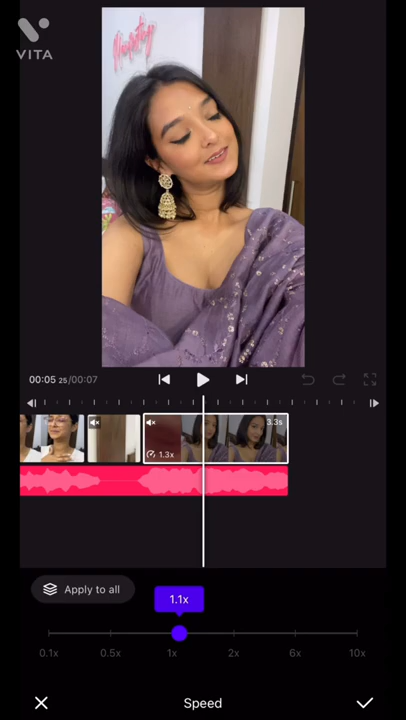 VITA
00:05 25/00:07
3.3s
1.3x
Apply to all
1.1x
0.1x 0.5x 1x 2x 6x 10x
Speed